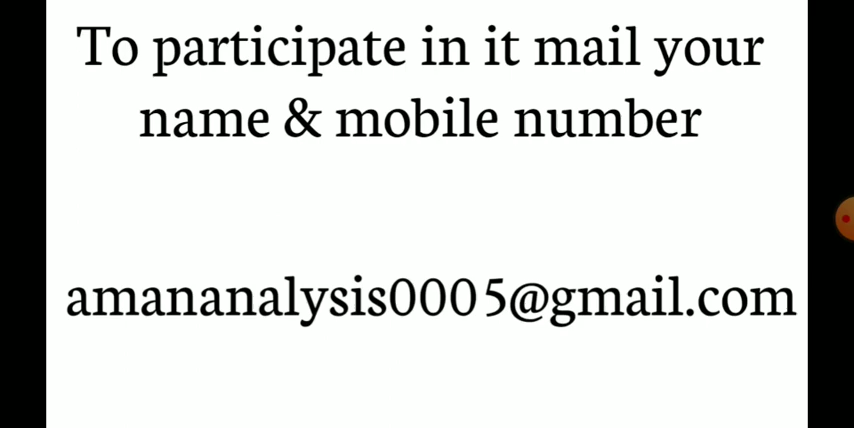 To participate in it mail your
name & mobile number
amananalysis0005@gmail.com